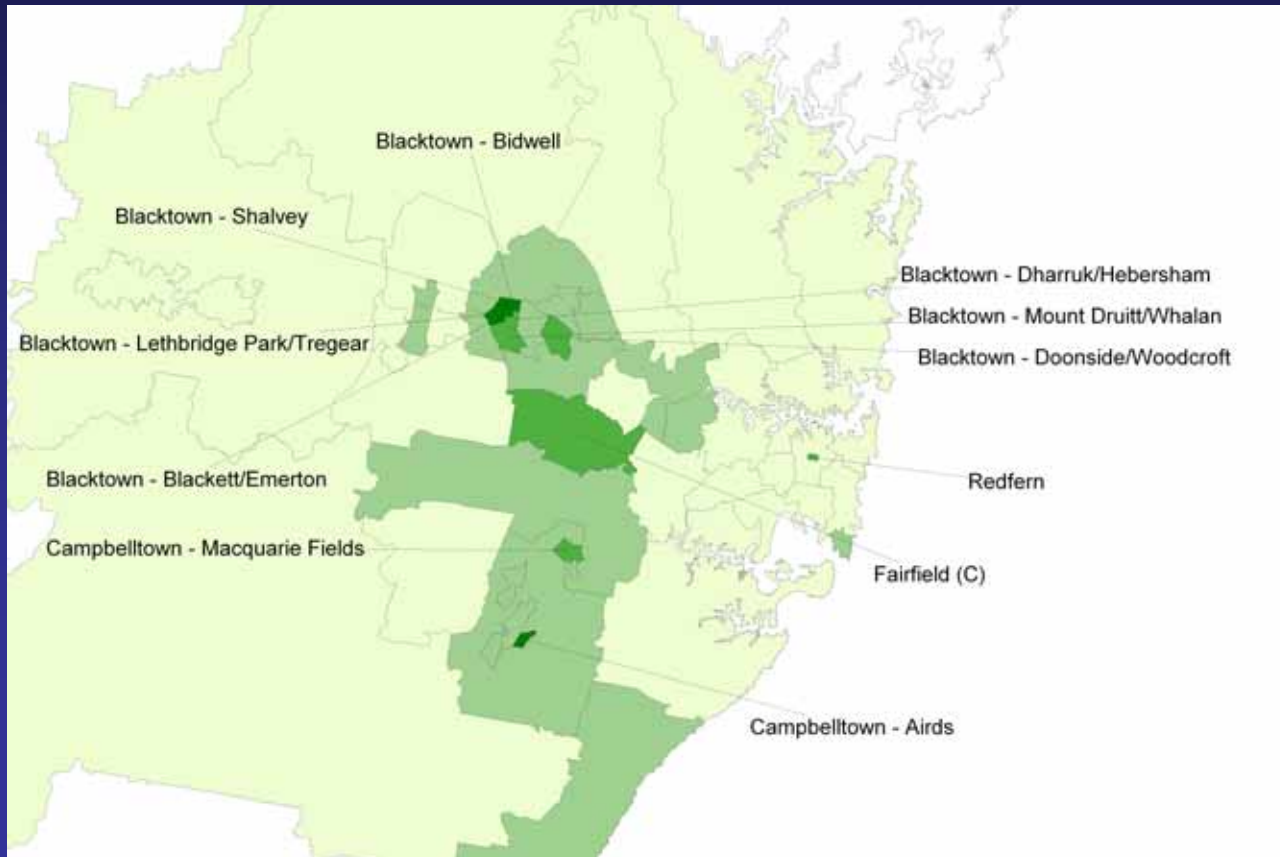 Blacktown - Bidwell
Blacktown - Shalvey
Blacktown - Dharruk/Hebersham
Blacktown - Mount Druitt/Whalan
Blacktown - Lethbridge Park/Tregear
Blacktown - Doonside/Woodcroft
Blacktown - Blackett/Emerton
Redfern
Campbelltown - Macquarie Fields
Fairfield (C)
Campbelltown - Airds